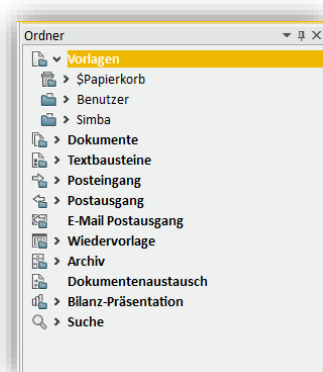 Ordner
Vorlagen
$Papierkorb
Benutzer
Simba
Dokumente
Textbausteine
Posteingang
Postausgang
E-Mail Postausgang
Wiedervorlage
Archiv
Dokumentenaustausch
Bilanz-Präsentation
Suche